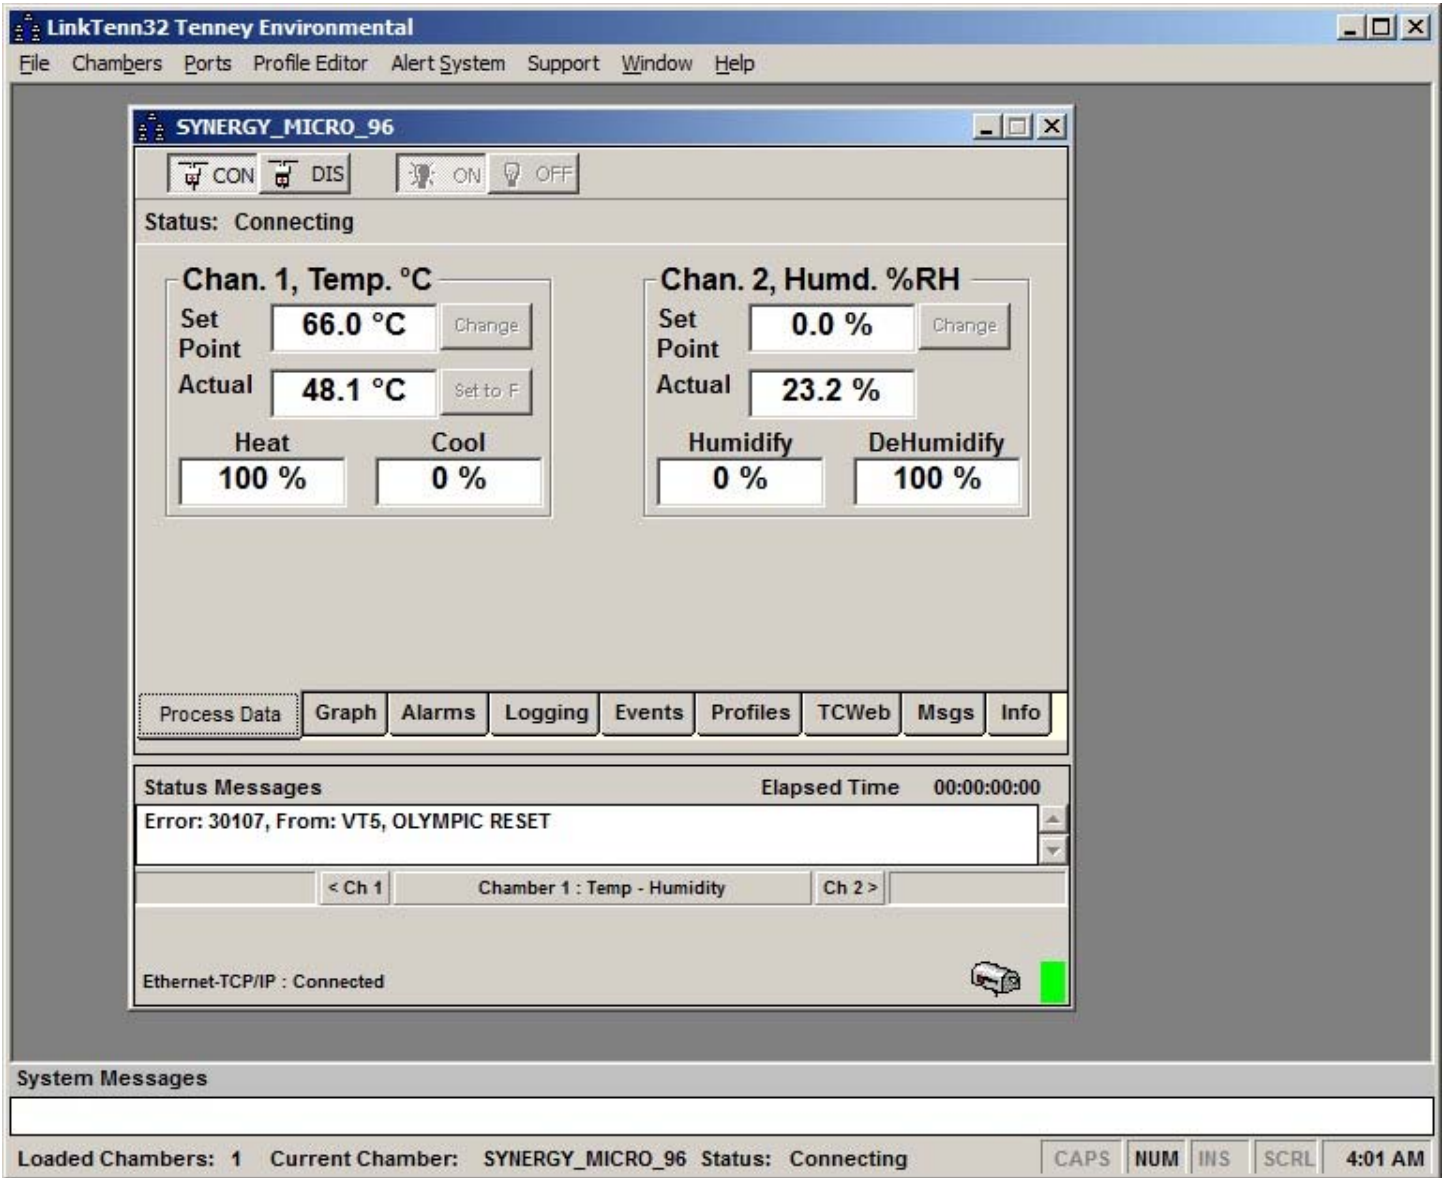 LinkTenn32 Tenney Environmental
File Chambers Ports Profile Editor Alert System Support Window Help
SYNERGY_MICRO_96
CON DIS ON OFF
Status: Connecting
Chan. 1, Temp. °C
Set Point 66.0 °C Change
Actual 48.1 °C Set to F
Heat Cool
100 % 0 %
Chan. 2, Humd. %RH
Set Point 0.0 % Change
Actual 23.2 %
Humidify DeHumidify
0 % 100 %
Process Data Graph Alarms Logging Events Profiles TCWeb Msgs Info
Status Messages Elapsed Time 00:00:00:00
Error: 30107, From: VT5, OLYMPIC RESET
< Ch 1 Chamber 1 : Temp - Humidity Ch 2 >
Ethernet-TCP/IP : Connected
System Messages
Loaded Chambers: 1 Current Chamber: SYNERGY_MICRO_96 Status: Connecting CAPS NUM INS SCRL 4:01 AM